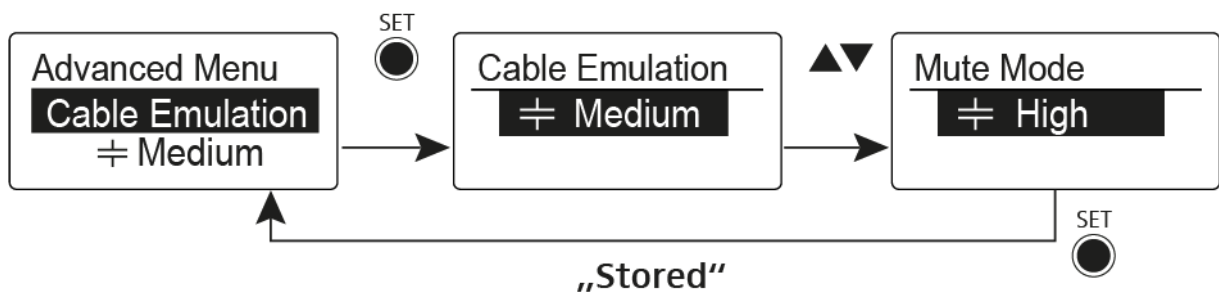 SET
Advanced Menu
Cable Emulation
Medium
Cable Emulation
Medium
Mute Mode
High
SET
„Stored“